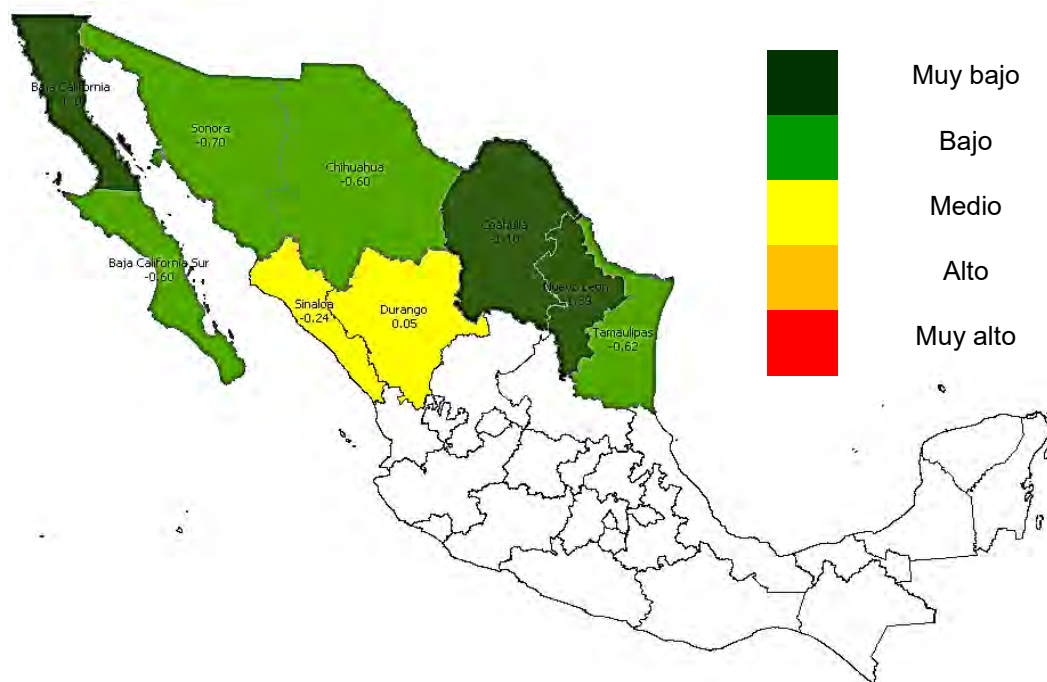 Muy bajo
Bajo
Medio
Alto
Muy alto
Baja California
Sonora
-0.70
Chihuahua
-0.60
Coahuila
Baja California Sur
-0.60
Nuevo León
Sinaloa
-0.24
Durango
0.05
Tamaulipas
-0.62